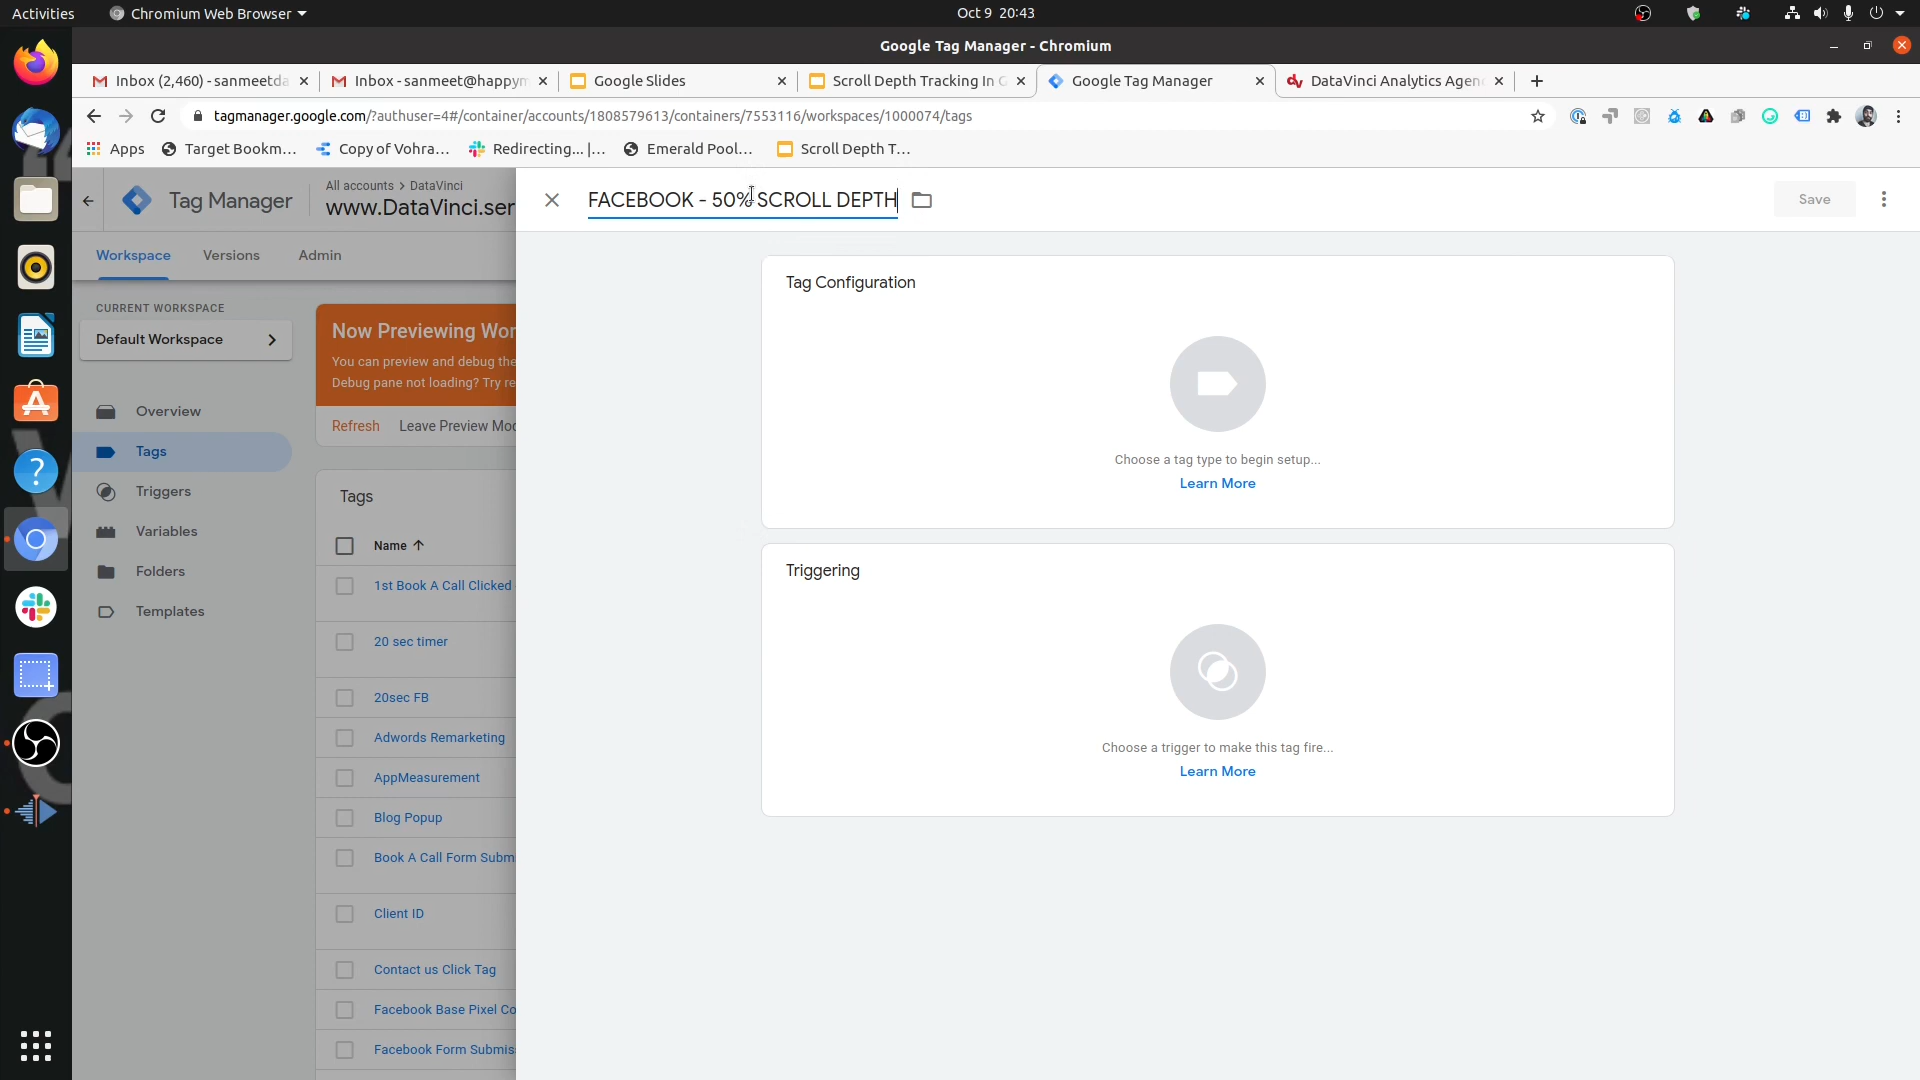 Activities
Chromium Web Browser
Oct 9 20:43
Google Tag Manager - Chromium
Inbox (2,460) - sanmeetda
Inbox - sanmeet@happym
Google Slides
Scroll Depth Tracking In G
Google Tag Manager
DataVinci Analytics Agen
tagmanager.google.com/?authuser=4#/container/accounts/1808579613/containers/7553116/workspaces/1000074/tags
Apps
Target Bookm...
Copy of Vohra...
Redirecting... |...
Emerald Pool...
Scroll Depth T...
Tag Manager
All accounts > DataVinci
www.DataVinci.ser
FACEBOOK - 50% SCROLL DEPTH
Save
Workspace
Versions
Admin
CURRENT WORKSPACE
Default Workspace
Overview
Tags
Triggers
Variables
Folders
Templates
Now Previewing Wor
You can preview and debug the
Debug pane not loading? Try re
Refresh
Leave Preview Mod
Tags
Name
1st Book A Call Clicked
20 sec timer
20sec FB
Adwords Remarketing
AppMeasurement
Blog Popup
Book A Call Form Subm
Client ID
Contact us Click Tag
Facebook Base Pixel Co
Facebook Form Submis
Tag Configuration
Choose a tag type to begin setup...
Learn More
Triggering
Choose a trigger to make this tag fire...
Learn More